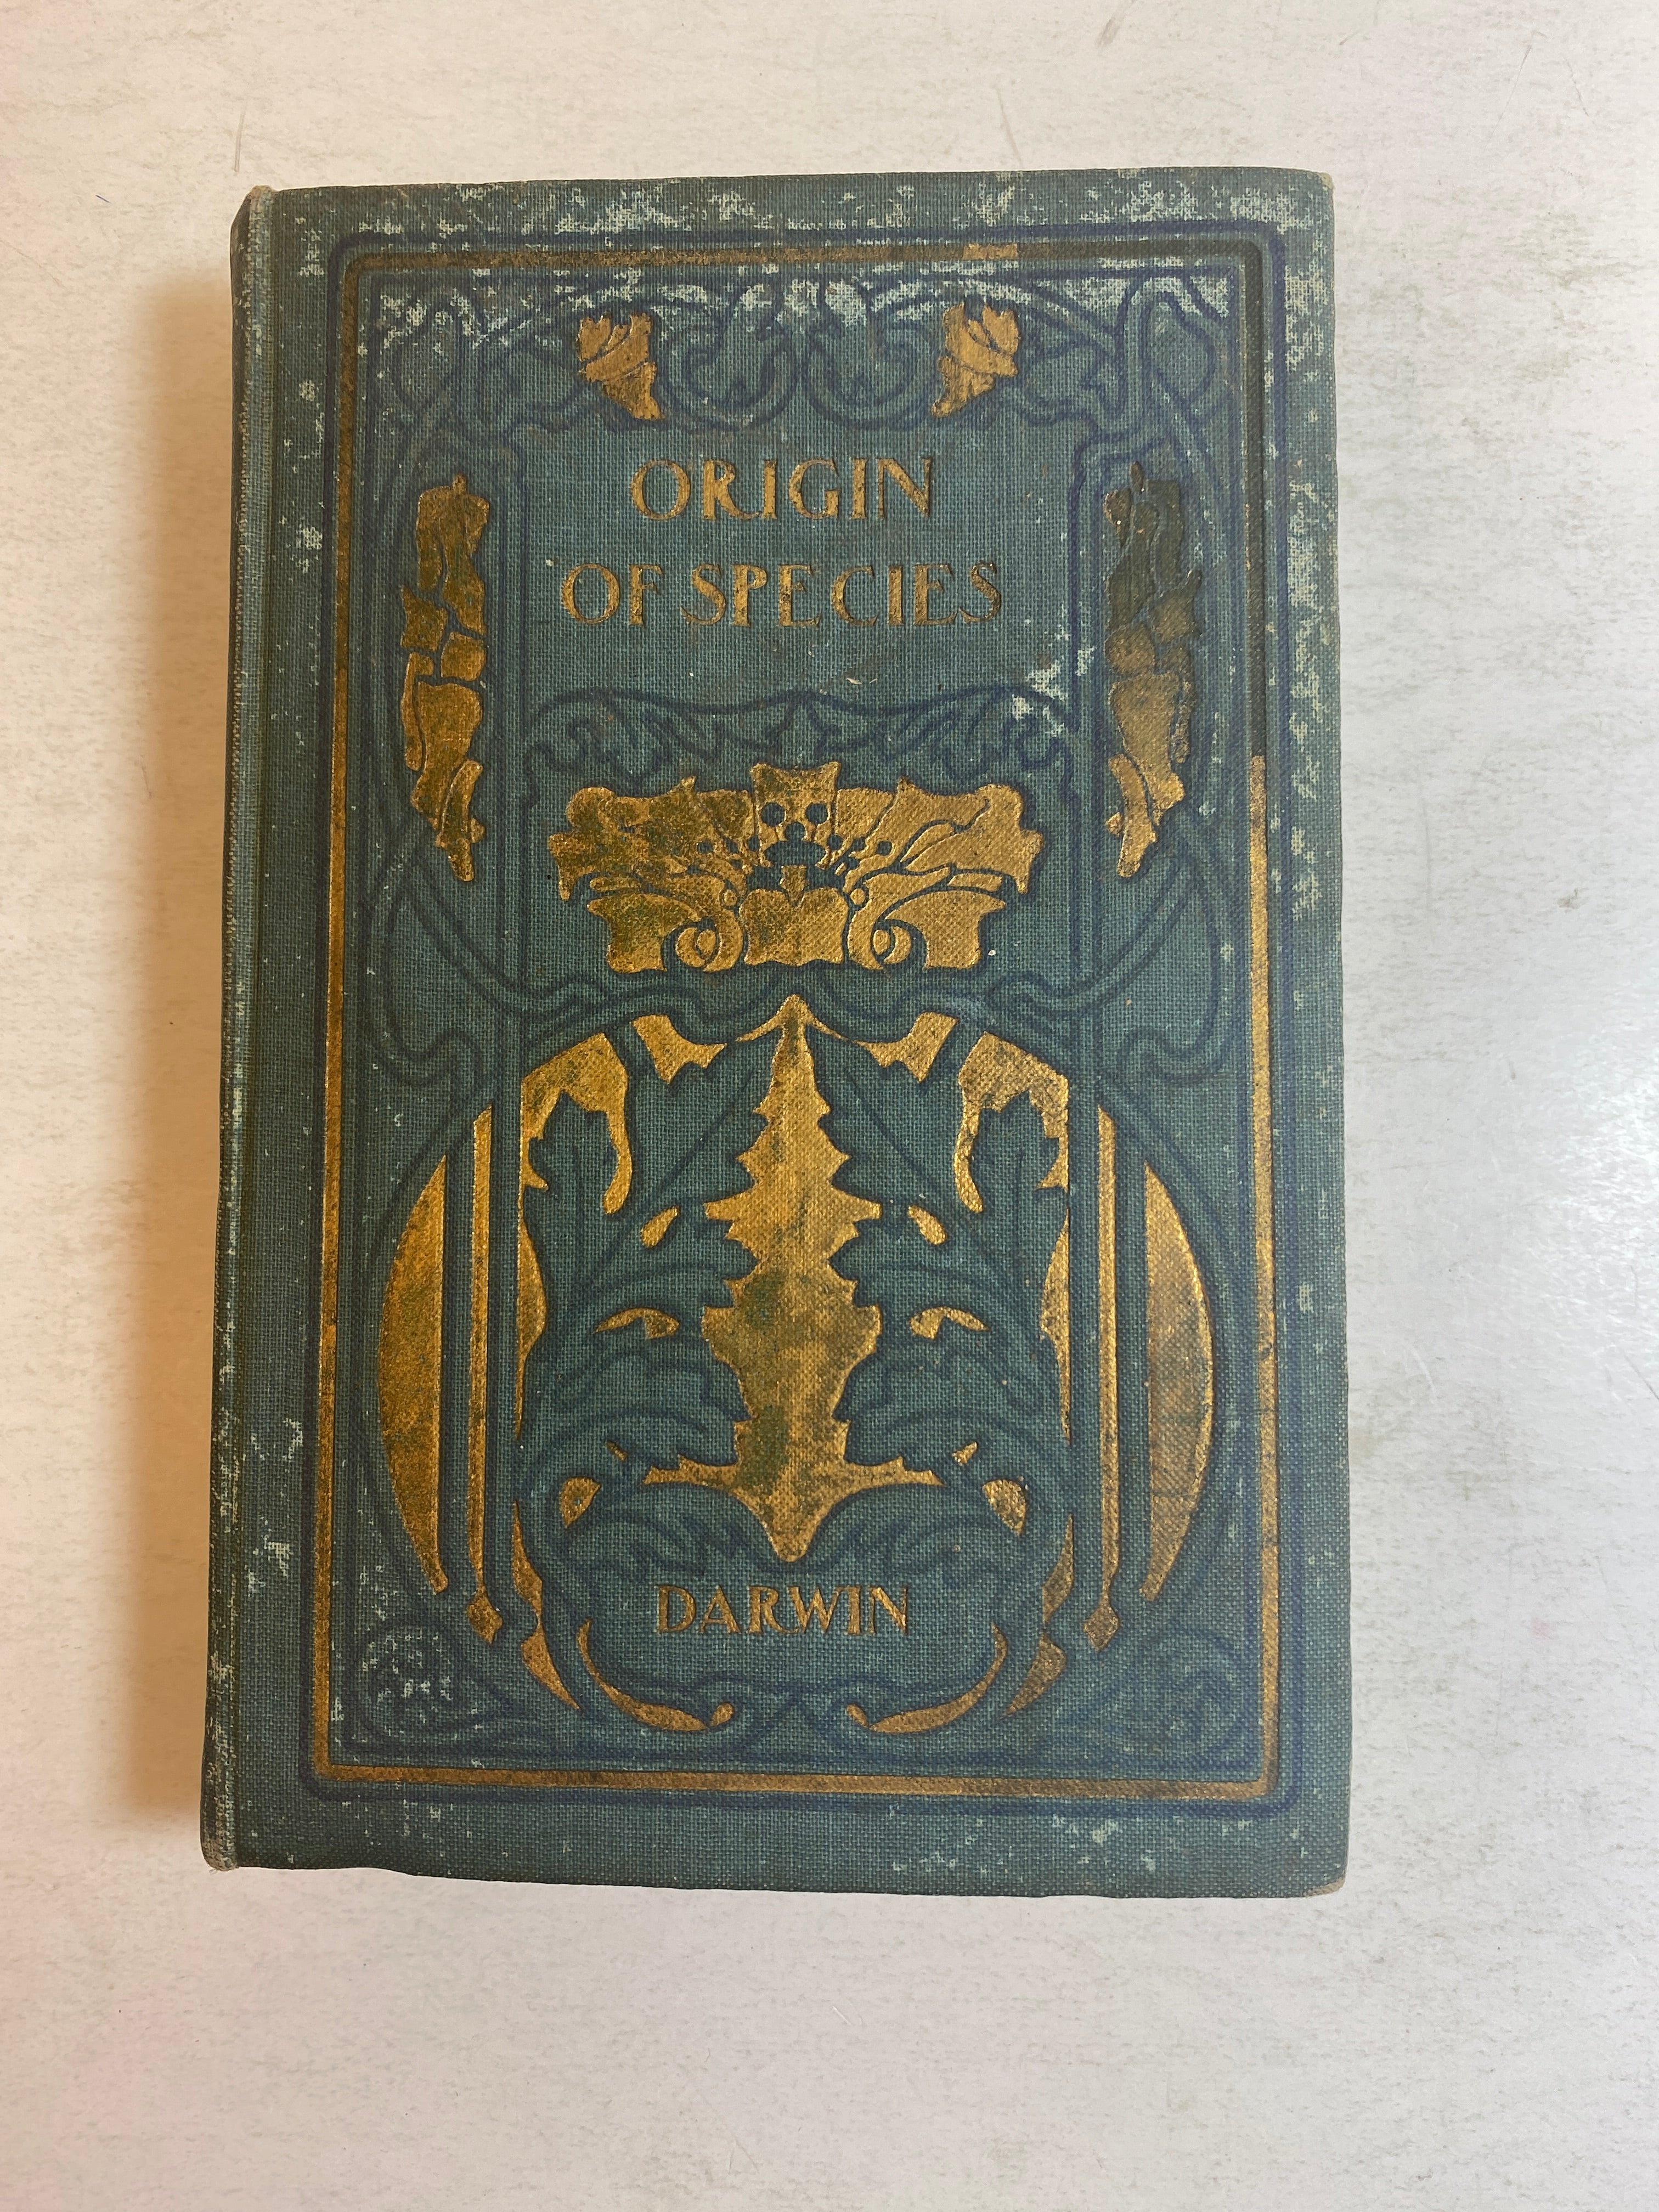 ORIGIN
OF SPECIES
DARWIN